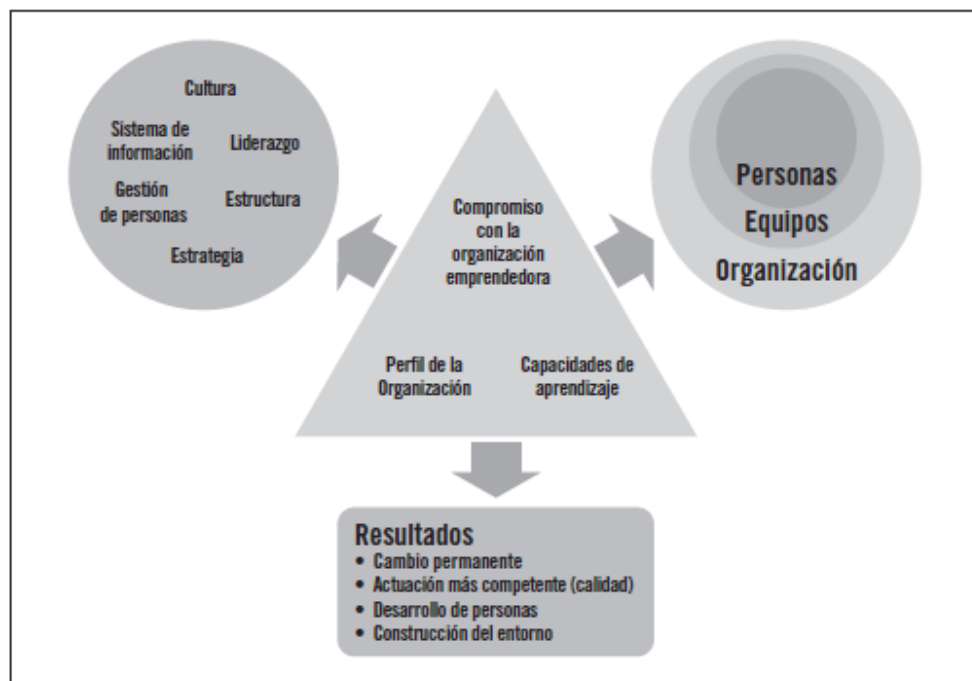 Cultura
Sistema de
información
Liderazgo
Gestión
de personas
Estructura
Estrategia
Compromiso
con la
organización
emprendedora
Perfil de la
Organización
Capacidades de
aprendizaje
Personas
Equipos
Organización
Resultados
• Cambio permanente
• Actuación más competente (calidad)
• Desarrollo de personas
• Construcción del entorno